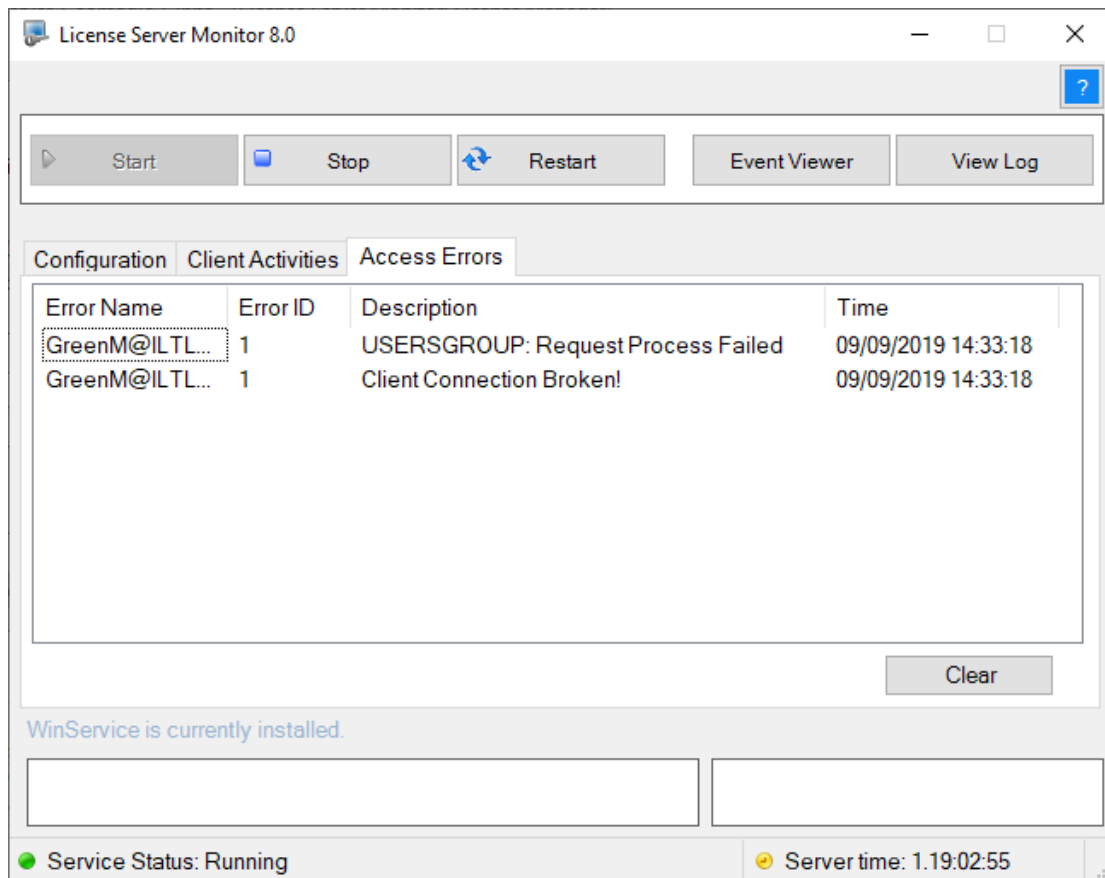 License Server Monitor 8.0
?
Start Stop Restart Event Viewer View Log
Configuration Client Activities Access Errors
Error Name Error ID Description Time
GreenM@ILTL... 1 USERSGROUP: Request Process Failed 09/09/2019 14:33:18
GreenM@ILTL... 1 Client Connection Broken! 09/09/2019 14:33:18
Clear
WinService is currently installed.
Service Status: Running Server time: 1.19:02:55